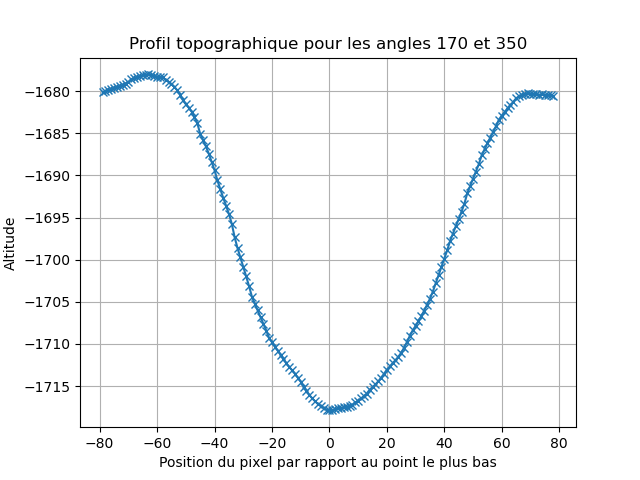 Profil topographique pour les angles 170 et 350
Altitude
−1680
−1685
−1690
−1695
−1700
−1705
−1710
−1715
−80 −60 −40 −20 0 20 40 60 80
Position du pixel par rapport au point le plus bas